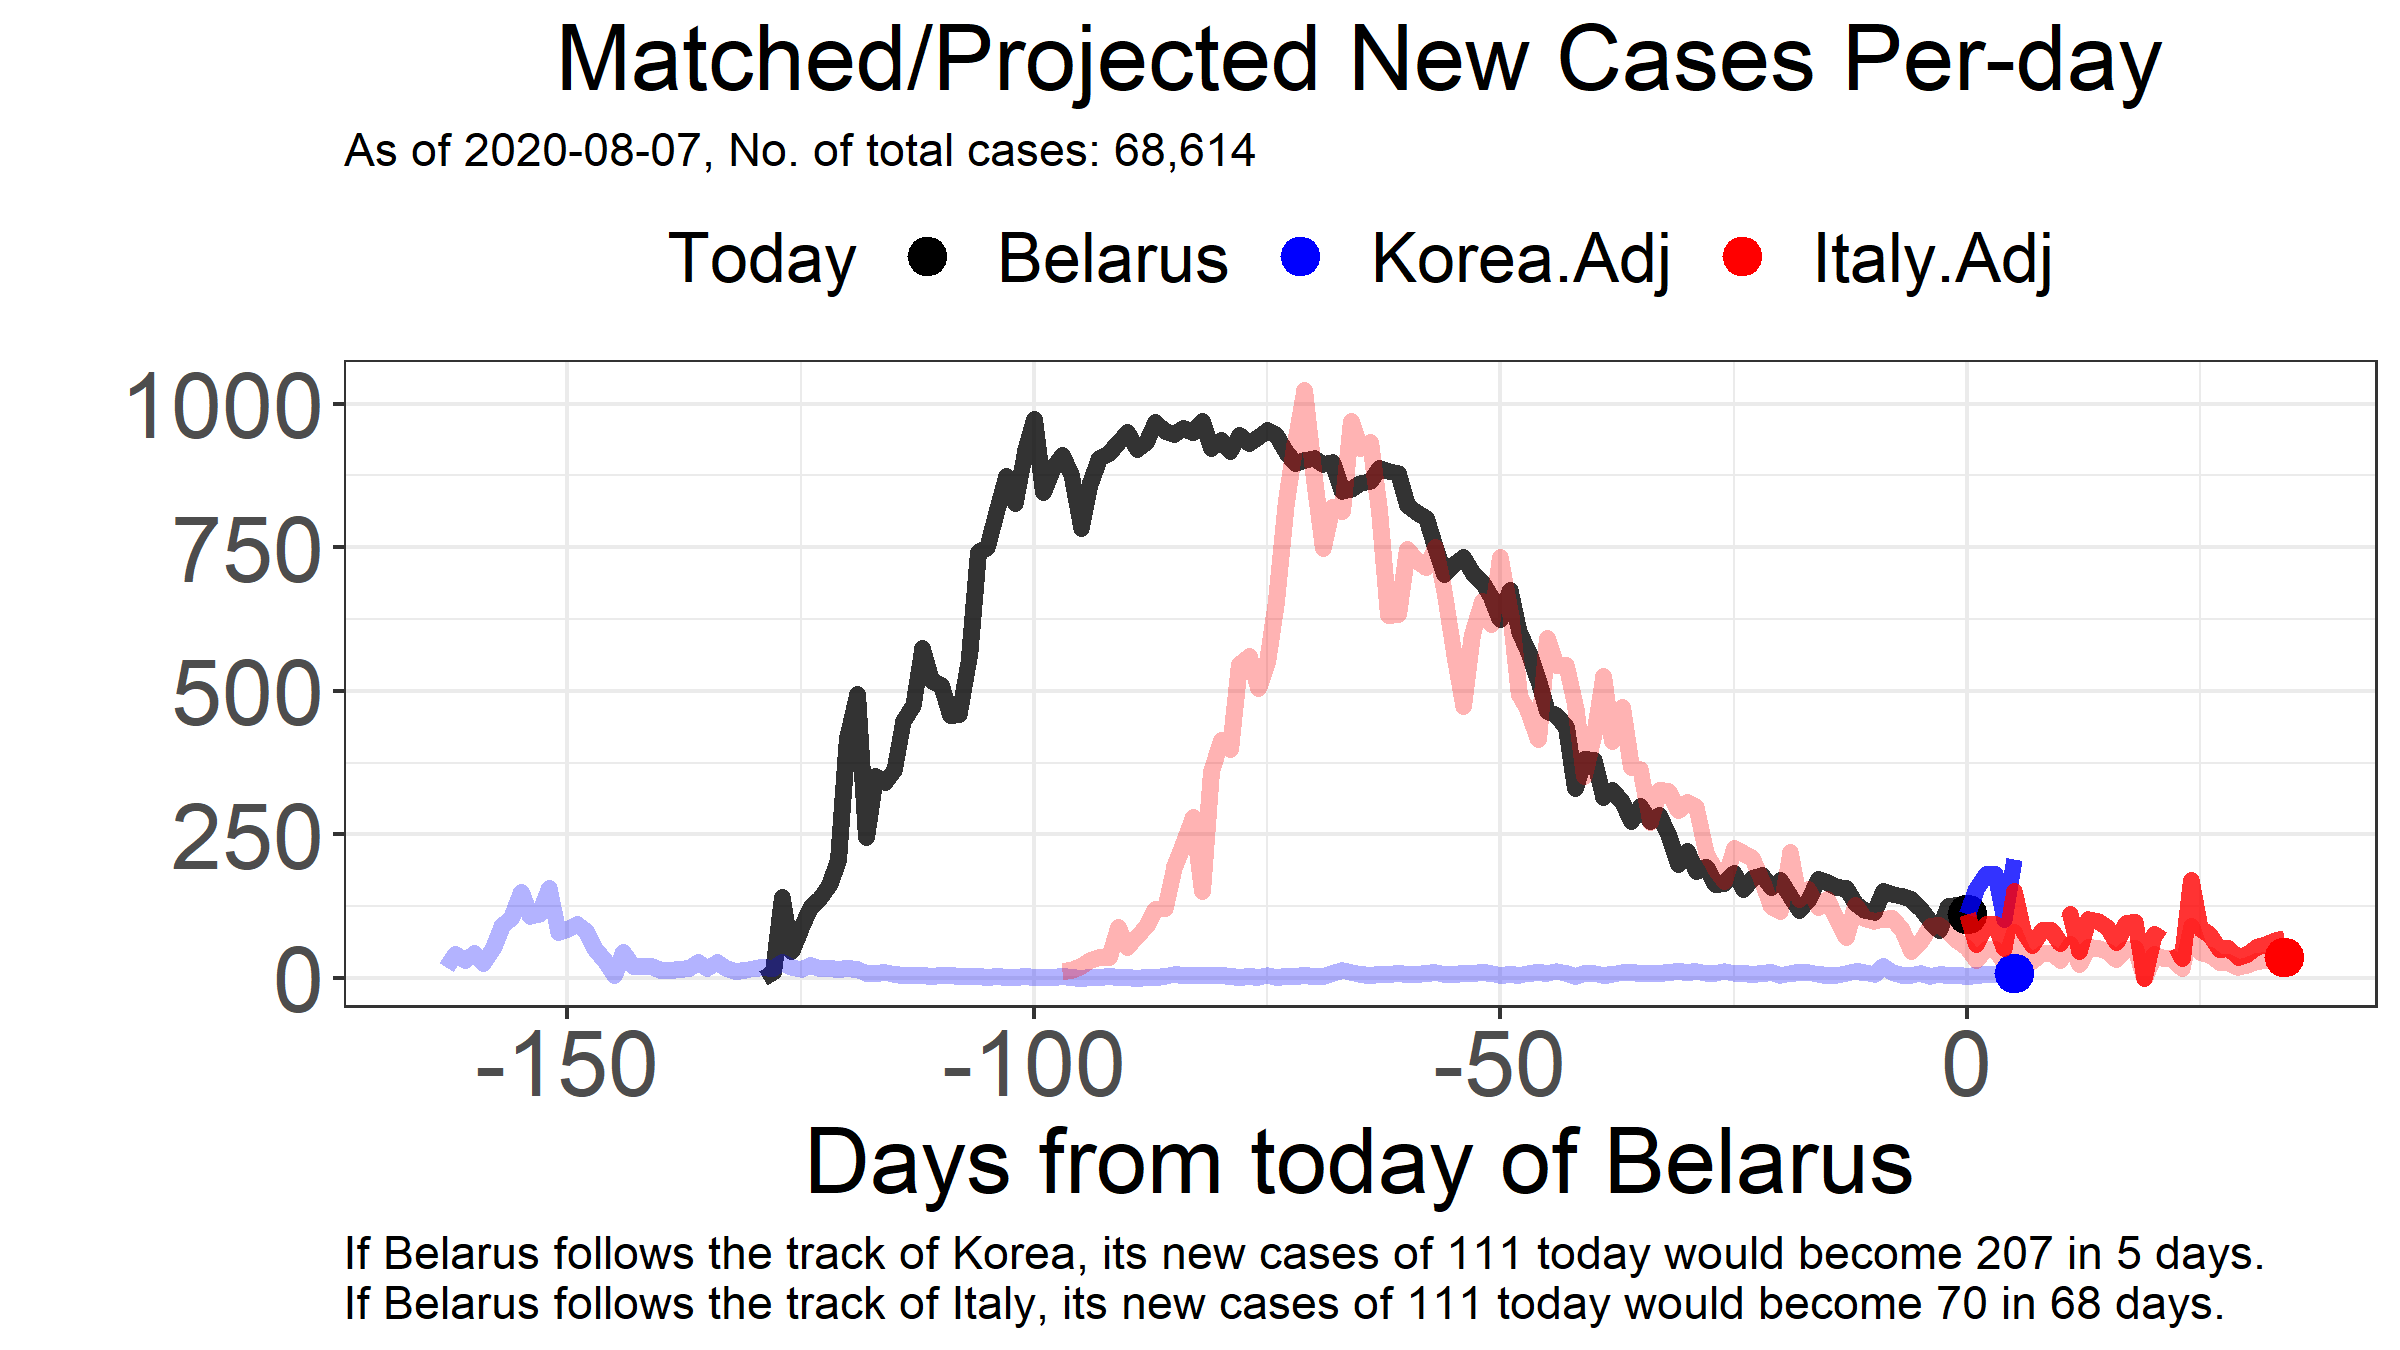 Matched/Projected New Cases Per-day
As of 2020-08-07, No. of total cases: 68,614
Today Belarus Korea.Adj Italy.Adj
1000
750
500
250
0
-150 -100 -50 0
Days from today of Belarus
If Belarus follows the track of Korea, its new cases of 111 today would become 207 in 5 days.
If Belarus follows the track of Italy, its new cases of 111 today would become 70 in 68 days.